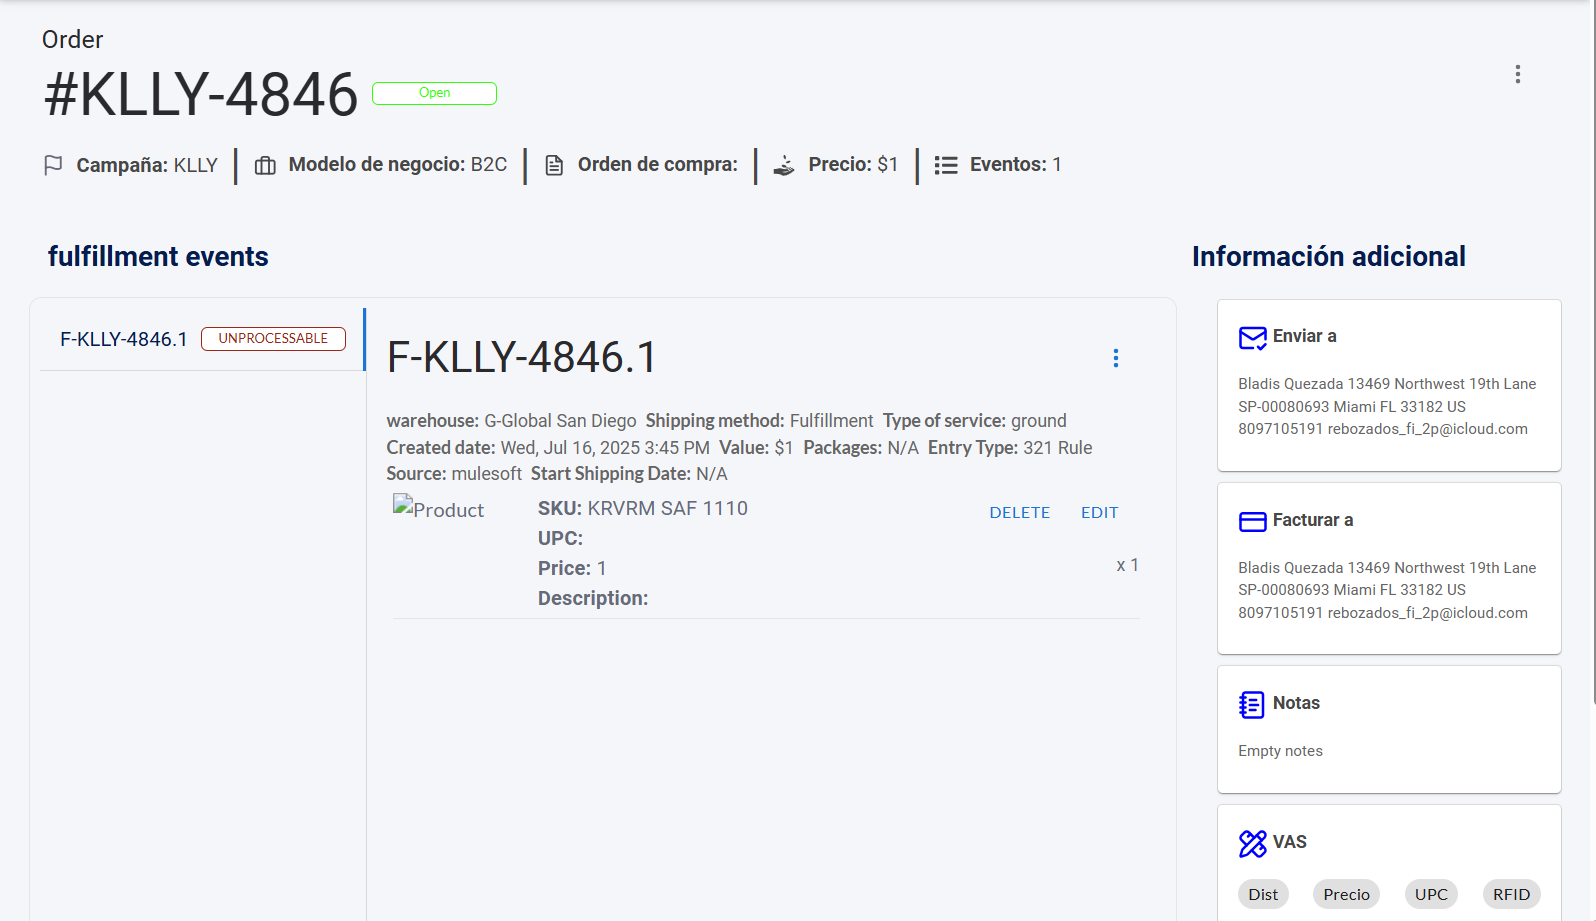 Order
#KLLY-4846 Open
Campaña: KLLY Modelo de negocio: B2C Orden de compra: Precio: $1 Eventos: 1
fulfillment events
F-KLLY-4846.1 UNPROCESSABLE
F-KLLY-4846.1
warehouse: G-Global San Diego Shipping method: Fulfillment Type of service: ground
Created date: Wed, Jul 16, 2025 3:45 PM Value: $1 Packages: N/A Entry Type: 321 Rule
Source: mulesoft Start Shipping Date: N/A
Product
SKU: KRVRM SAF 1110
UPC:
Price: 1
Description:
DELETE EDIT
x 1
Información adicional
Enviar a
Bladis Quezada 13469 Northwest 19th Lane
SP-00080693 Miami FL 33182 US
8097105191 rebozados_fi_2p@icloud.com
Facturar a
Bladis Quezada 13469 Northwest 19th Lane
SP-00080693 Miami FL 33182 US
8097105191 rebozados_fi_2p@icloud.com
Notas
Empty notes
VAS
Dist Precio UPC RFID